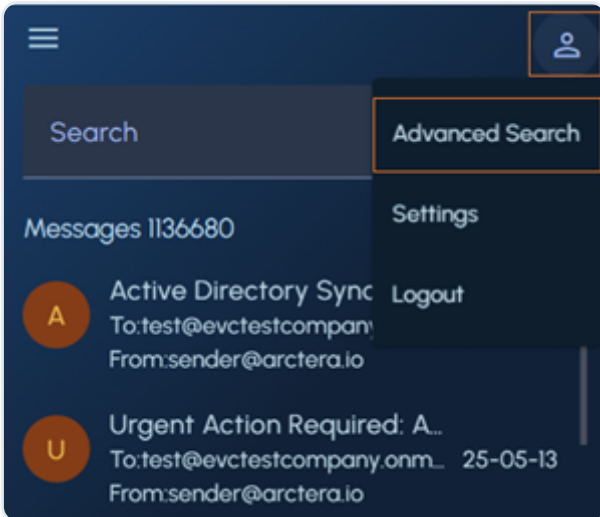 Search
Advanced Search
Settings
Logout
Messages 1136680
A
Active Directory Sync
To:test@evctestcompany
From:sender@arctera.io
U
Urgent Action Required: A...
To:test@evctestcompany.onm... 25-05-13
From:sender@arctera.io